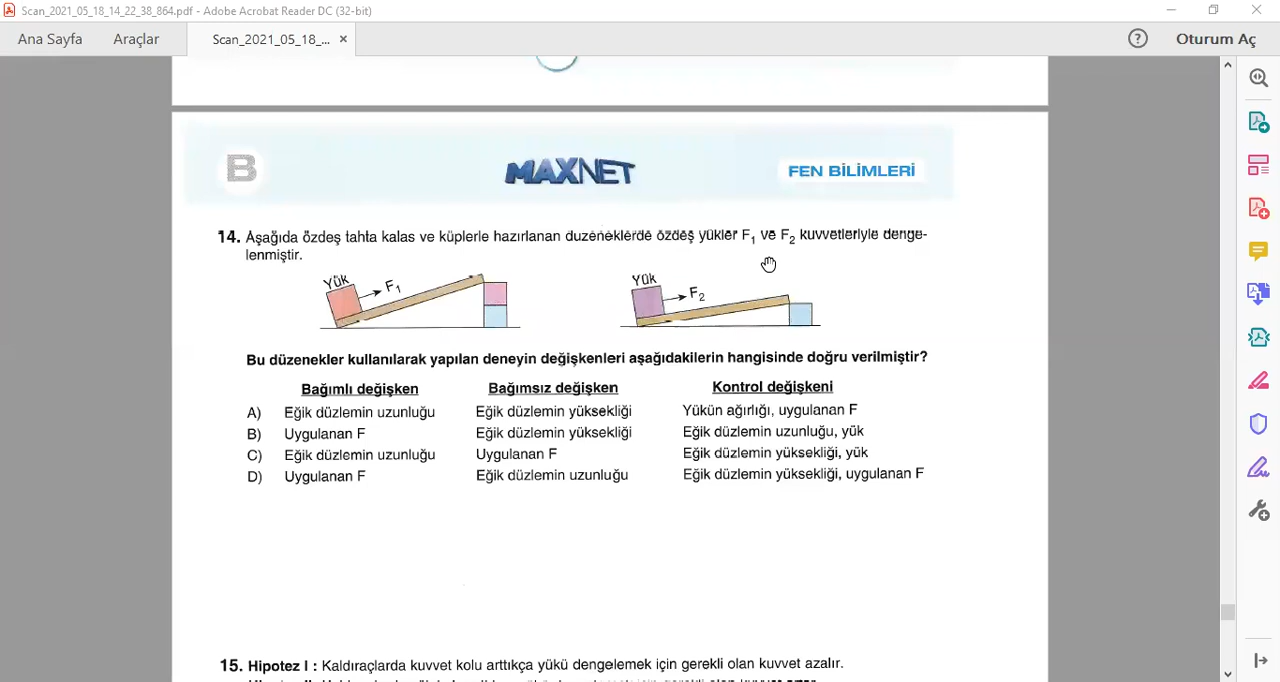 Scan_2021_05_18_14_22_38_864.pdf - Adobe Acrobat Reader DC (32-bit)
Ana Sayfa Araçlar Scan_2021_05_18_... × ? Oturum Aç
B MAXNET FEN BİLİMLERİ
14. Aşağıda özdeş tahta kalas ve küplerle hazırlanan duzeneklerde özdeş yükler F1 ve F2 kuvvetleriyle denge-
lenmiştir.
Yük F1 Yük F2
Bu düzenekler kullanılarak yapılan deneyin değişkenleri aşağıdakilerin hangisinde doğru verilmiştir?
Bağımlı değişken Bağımsız değişken Kontrol değişkeni
A) Eğik düzlemin uzunluğu Eğik düzlemin yüksekliği Yükün ağırlığı, uygulanan F
B) Uygulanan F Eğik düzlemin yüksekliği Eğik düzlemin uzunluğu, yük
C) Eğik düzlemin uzunluğu Uygulanan F Eğik düzlemin yüksekliği, yük
D) Uygulanan F Eğik düzlemin uzunluğu Eğik düzlemin yüksekliği, uygulanan F
15. Hipotez I : Kaldıraçlarda kuvvet kolu arttıkça yükü dengelemek için gerekli olan kuvvet azalır.